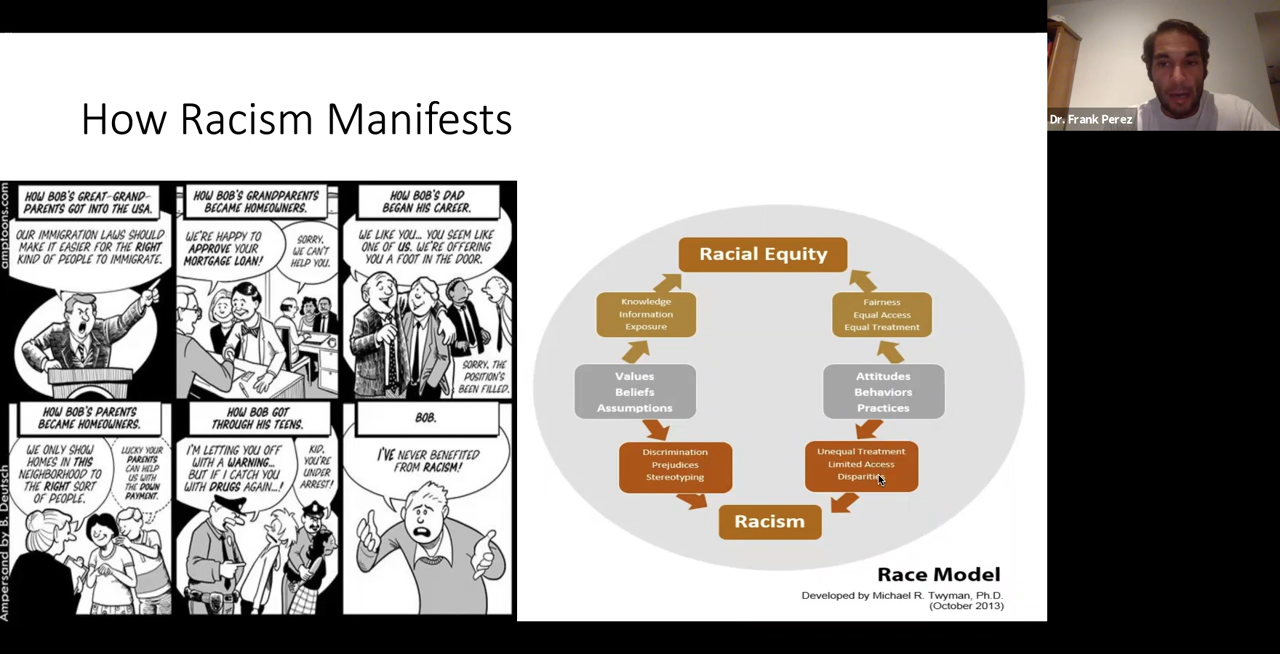 How Racism Manifests
Dr. Frank Perez
amptoons.com
Ampersand by B. Deutsch
HOW BOB'S GREAT-GRAND-
PARENTS GOT INTO THE USA.
OUR IMMIGRATION LAWS SHOULD
MAKE IT EASIER FOR THE RIGHT
KIND OF PEOPLE TO IMMIGRATE.
HOW BOB'S GRANDPARENTS
BECAME HOMEOWNERS.
WE'RE HAPPY TO
APPROVE YOUR
MORTGAGE LOAN!
SORRY,
WE CAN'T
HELP YOU.
HOW BOB'S DAD
BEGAN HIS CAREER.
WE LIKE YOU... YOU SEEM LIKE
ONE OF US. WE'RE OFFERING
YOU A FOOT IN THE DOOR.
SORRY, THE
POSITION'S
BEEN FILLED.
HOW BOB'S PARENTS
BECAME HOMEOWNERS.
WE ONLY SHOW
HOMES IN THIS
NEIGHBORHOOD TO
THE RIGHT SORT
OF PEOPLE.
LUCKY YOUR
PARENTS
CAN HELP
US WITH
THE DOWN
PAYMENT.
HOW BOB GOT
THROUGH HIS TEENS.
I'M LETTING YOU OFF
WITH A WARNING...
BUT IF I CATCH YOU
WITH DRUGS AGAIN...!
KID,
YOU'RE
UNDER
ARREST!
BOB.
I'VE NEVER BENEFITED
FROM RACISM!
Racial Equity
Knowledge
Information
Exposure
Fairness
Equal Access
Equal Treatment
Values
Beliefs
Assumptions
Attitudes
Behaviors
Practices
Discrimination
Prejudices
Stereotyping
Unequal Treatment
Limited Access
Disparities
Racism
Race Model
Developed by Michael R. Twyman, Ph.D.
(October 2013)